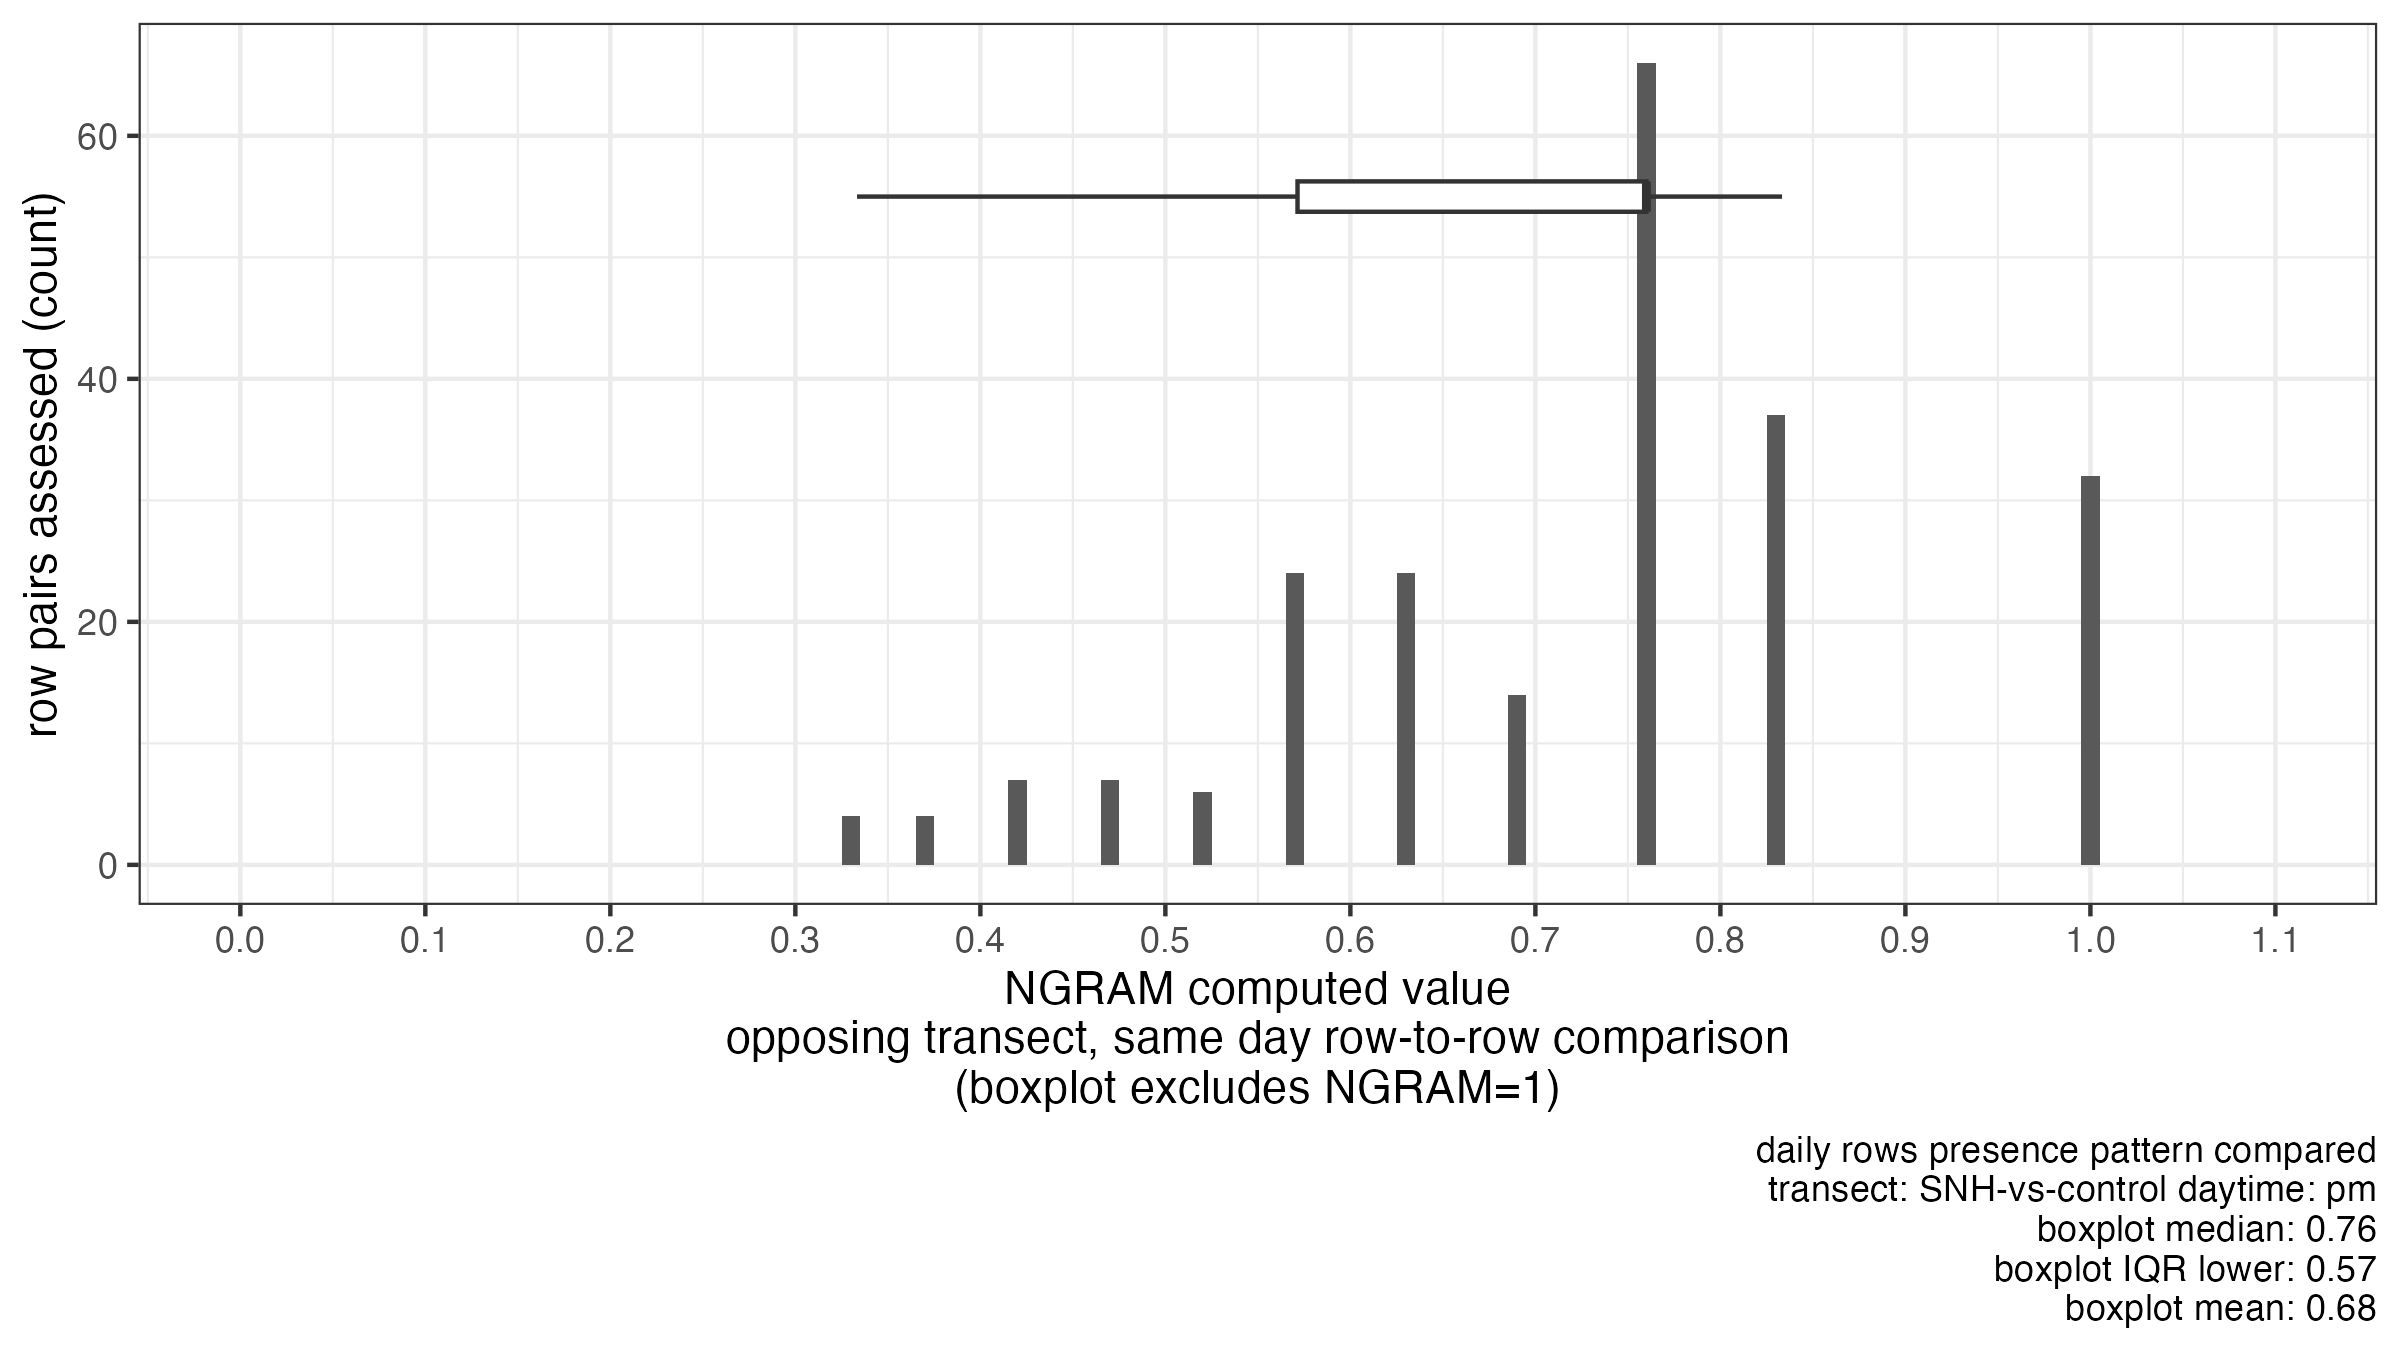 row pairs assessed (count)
60
40
20
0
0.0 0.1 0.2 0.3 0.4 0.5 0.6 0.7 0.8 0.9 1.0 1.1
NGRAM computed value
opposing transect, same day row-to-row comparison
(boxplot excludes NGRAM=1)
daily rows presence pattern compared
transect: SNH-vs-control daytime: pm
boxplot median: 0.76
boxplot IQR lower: 0.57
boxplot mean: 0.68